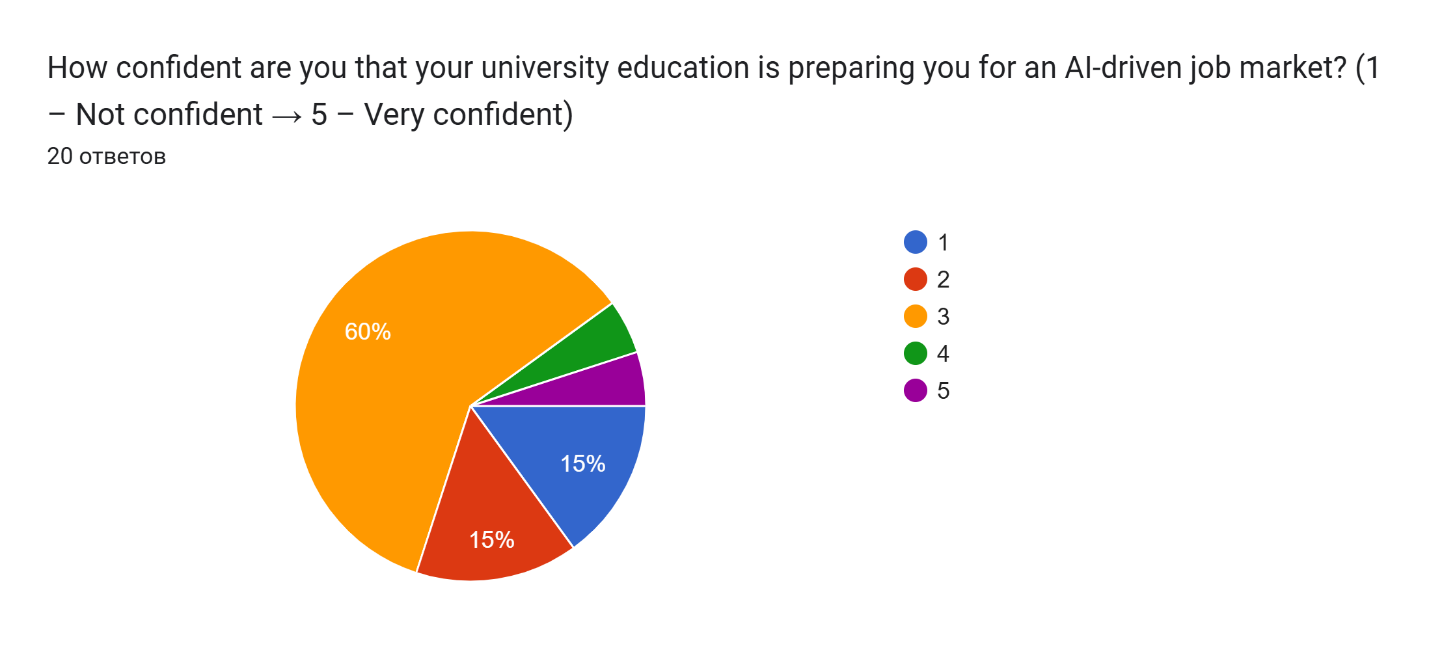 How confident are you that your university education is preparing you for an AI-driven job market? (1
– Not confident → 5 – Very confident)
20 ответов
60%
15%
15%
1
2
3
4
5